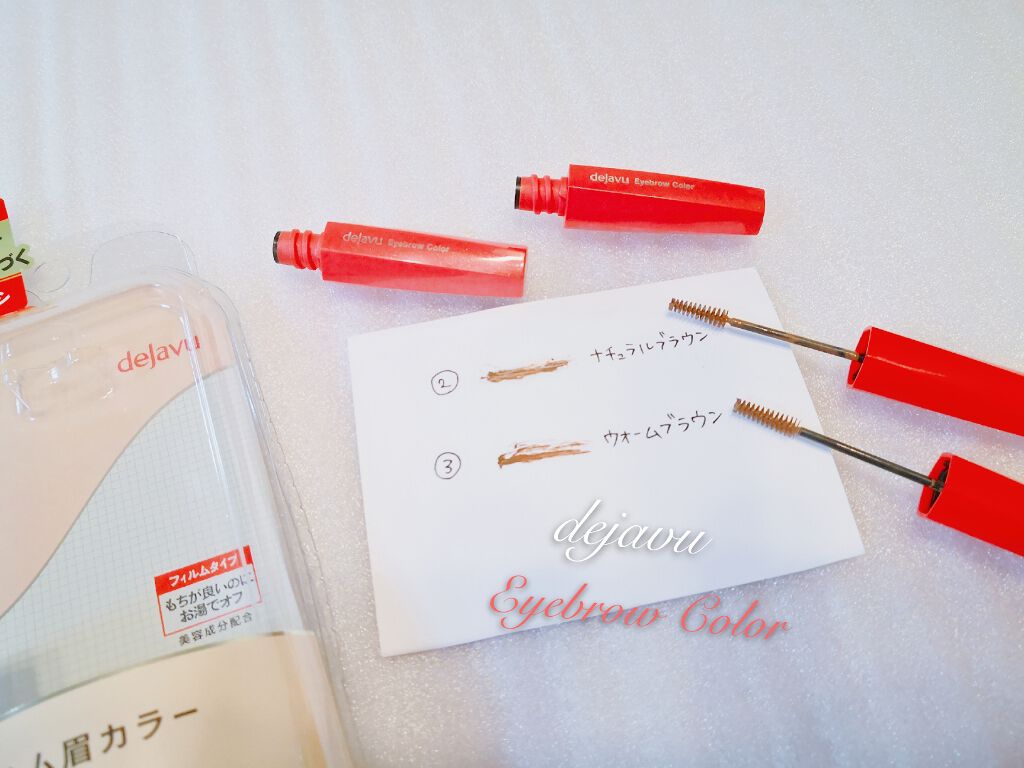 dejavu Eyebrow Color
dejavu Eyebrow Color
づく
dejavu
② ナチュラルブラウン
③ ウォームブラウン
dejavu
Eyebrow Color
フィルムタイプ
もちが良いのに
お湯でオフ
美容成分配合
ム眉カラー